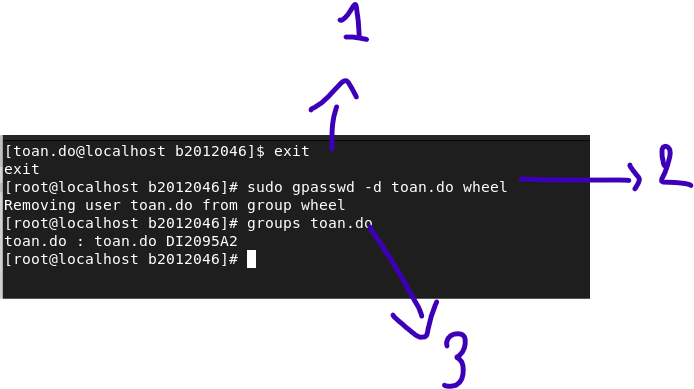 1
[toan.do@localhost b2012046]$ exit
exit
[root@localhost b2012046]# sudo gpasswd -d toan.do wheel
2
Removing user toan.do from group wheel
[root@localhost b2012046]# groups toan.do
toan.do : toan.do DI2095A2
[root@localhost b2012046]#
3